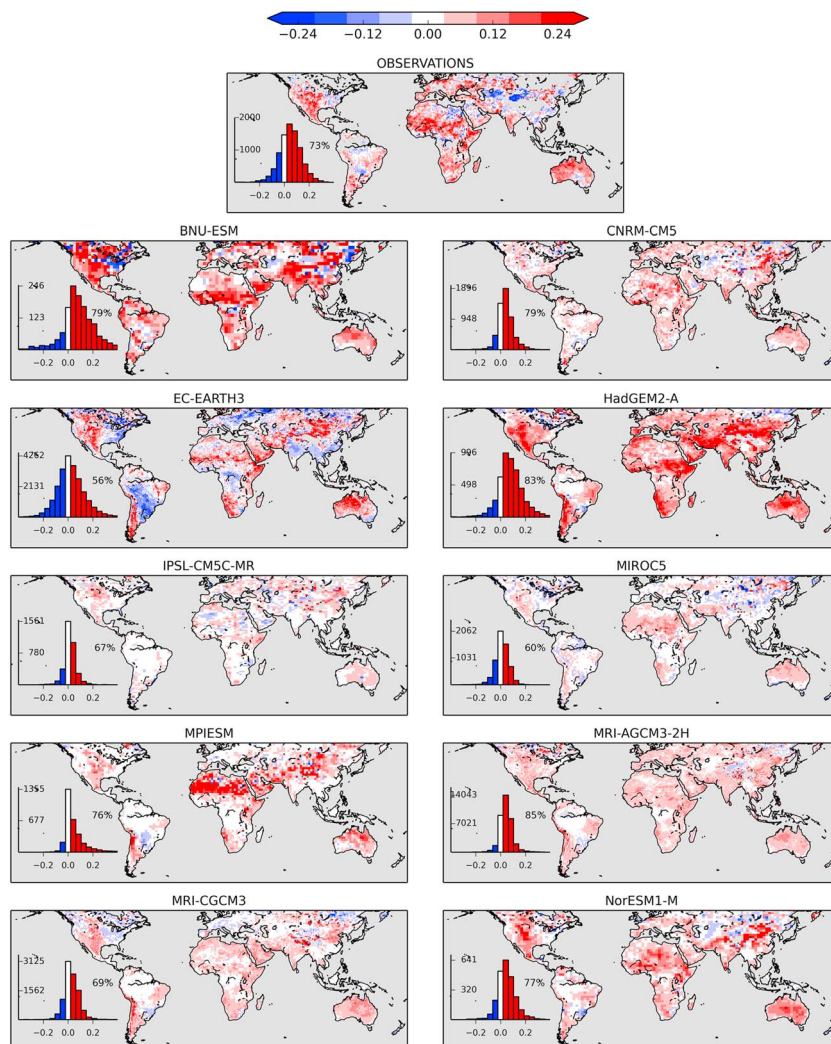 −0.24 −0.12 0.00 0.12 0.24
OBSERVATIONS
2000
1000
73%
−0.2 0.0 0.2
BNU-ESM
246
123
79%
−0.2 0.0 0.2
CNRM-CM5
1896
948
79%
−0.2 0.0 0.2
EC-EARTH3
4262
2131
56%
−0.2 0.0 0.2
HadGEM2-A
996
498
83%
−0.2 0.0 0.2
IPSL-CM5C-MR
1561
780
67%
−0.2 0.0 0.2
MIROC5
2062
1031
60%
−0.2 0.0 0.2
MPIESM
1355
677
76%
−0.2 0.0 0.2
MRI-AGCM3-2H
14043
7021
85%
−0.2 0.0 0.2
MRI-CGCM3
3125
1562
69%
−0.2 0.0 0.2
NorESM1-M
641
320
77%
−0.2 0.0 0.2